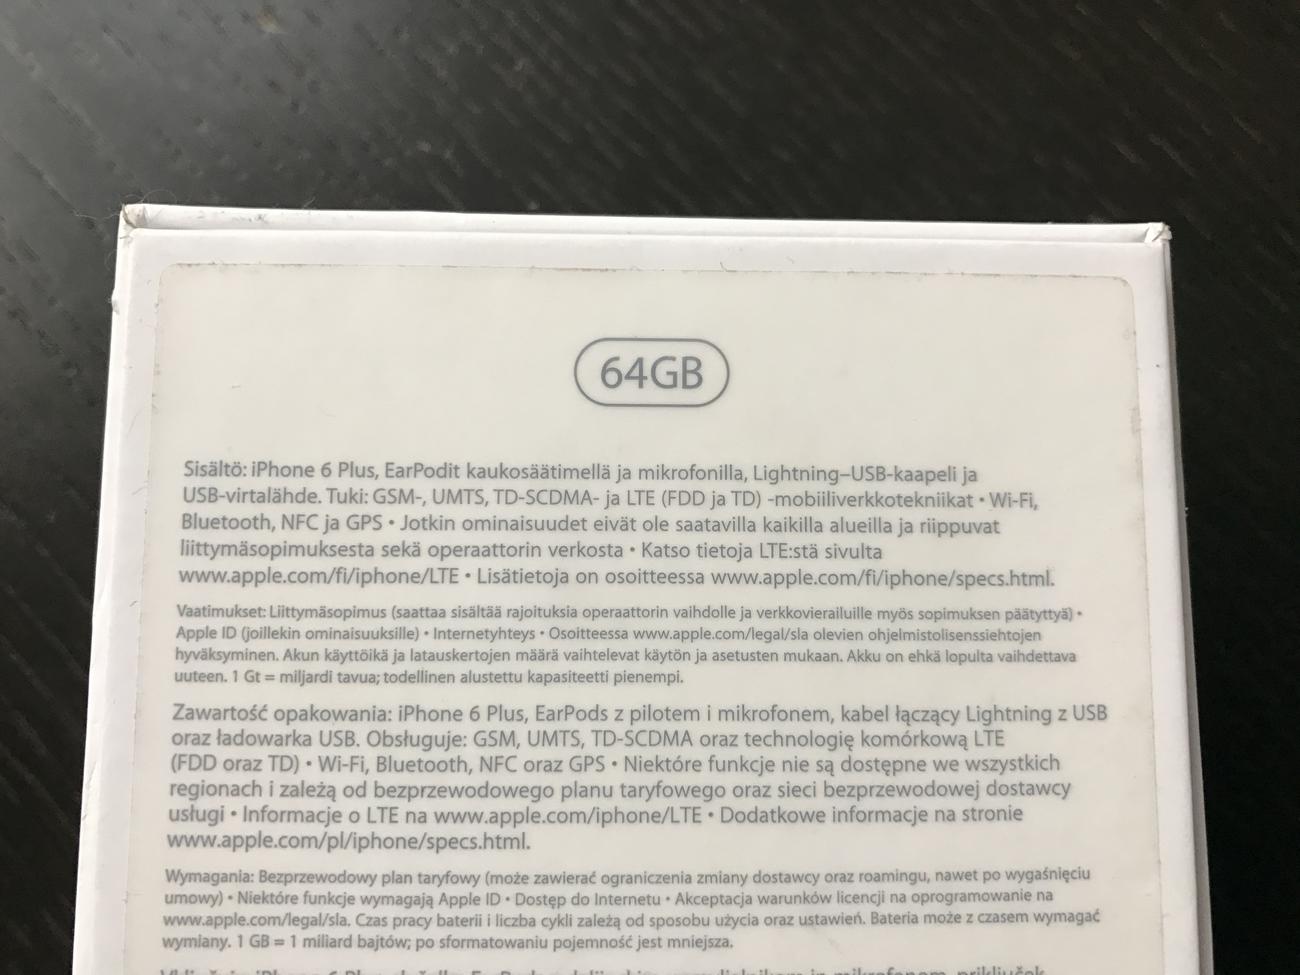 64GB
Sisältö: iPhone 6 Plus, EarPodit kaukosäätimellä ja mikrofonilla, Lightning–USB-kaapeli ja
USB-virtalähde. Tuki: GSM-, UMTS, TD-SCDMA- ja LTE (FDD ja TD) -mobiiliverkkotekniikat • Wi-Fi,
Bluetooth, NFC ja GPS • Jotkin ominaisuudet eivät ole saatavilla kaikilla alueilla ja riippuvat
liittymäsopimuksesta sekä operaattorin verkosta • Katso tietoja LTE:stä sivulta
www.apple.com/fi/iphone/LTE • Lisätietoja on osoitteessa www.apple.com/fi/iphone/specs.html.
Vaatimukset: Liittymäsopimus (saattaa sisältää rajoituksia operaattorin vaihdolle ja verkkovierailuille myös sopimuksen päätyttyä) •
Apple ID (joillekin ominaisuuksille) • Internetyhteys • Osoitteessa www.apple.com/legal/sla olevien ohjelmistolisenssiehtojen
hyväksyminen. Akun käyttöikä ja latauskertojen määrä vaihtelevat käytön ja asetusten mukaan. Akku on ehkä lopulta vaihdettava
uuteen. 1 Gt = miljardi tavua; todellinen alustettu kapasiteetti pienempi.
Zawartość opakowania: iPhone 6 Plus, EarPods z pilotem i mikrofonem, kabel łączący Lightning z USB
oraz ładowarka USB. Obsługuje: GSM, UMTS, TD-SCDMA oraz technologię komórkową LTE
(FDD oraz TD) • Wi-Fi, Bluetooth, NFC oraz GPS • Niektóre funkcje nie są dostępne we wszystkich
regionach i zależą od bezprzewodowego planu taryfowego oraz sieci bezprzewodowej dostawcy
usługi • Informacje o LTE na www.apple.com/iphone/LTE • Dodatkowe informacje na stronie
www.apple.com/pl/iphone/specs.html.
Wymagania: Bezprzewodowy plan taryfowy (może zawierać ograniczenia zmiany dostawcy oraz roamingu, nawet po wygaśnięciu
umowy) • Niektóre funkcje wymagają Apple ID • Dostęp do Internetu • Akceptacja warunków licencji na oprogramowanie na
www.apple.com/legal/sla. Czas pracy baterii i liczba cykli zależą od sposobu użycia oraz ustawień. Bateria może z czasem wymagać
wymiany. 1 GB = 1 miliard bajtów; po sformatowaniu pojemność jest mniejsza.